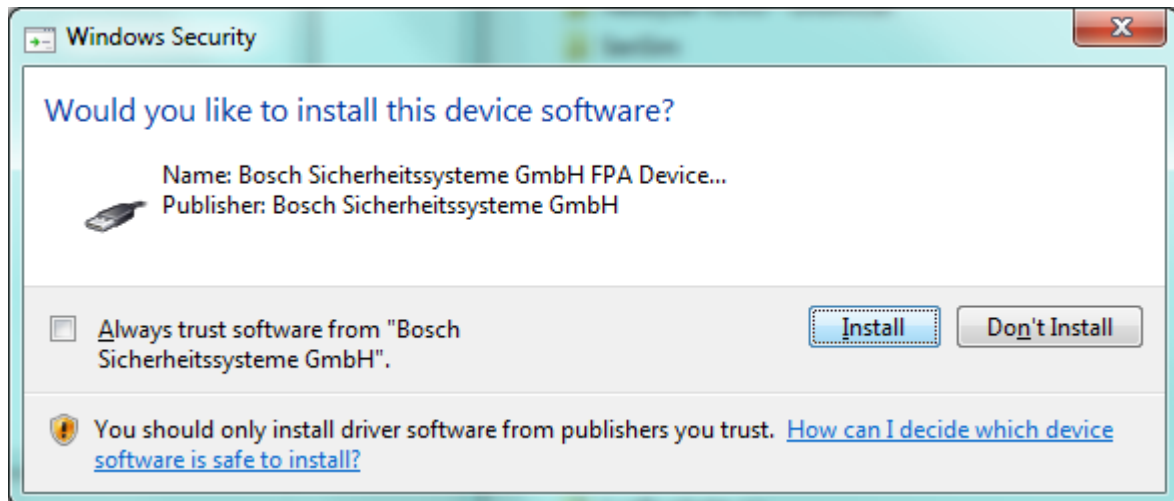 Windows Security
Would you like to install this device software?
Name: Bosch Sicherheitssysteme GmbH FPA Device...
Publisher: Bosch Sicherheitssysteme GmbH
Always trust software from "Bosch
Sicherheitssysteme GmbH".
Install
Don't Install
You should only install driver software from publishers you trust. How can I decide which device
software is safe to install?